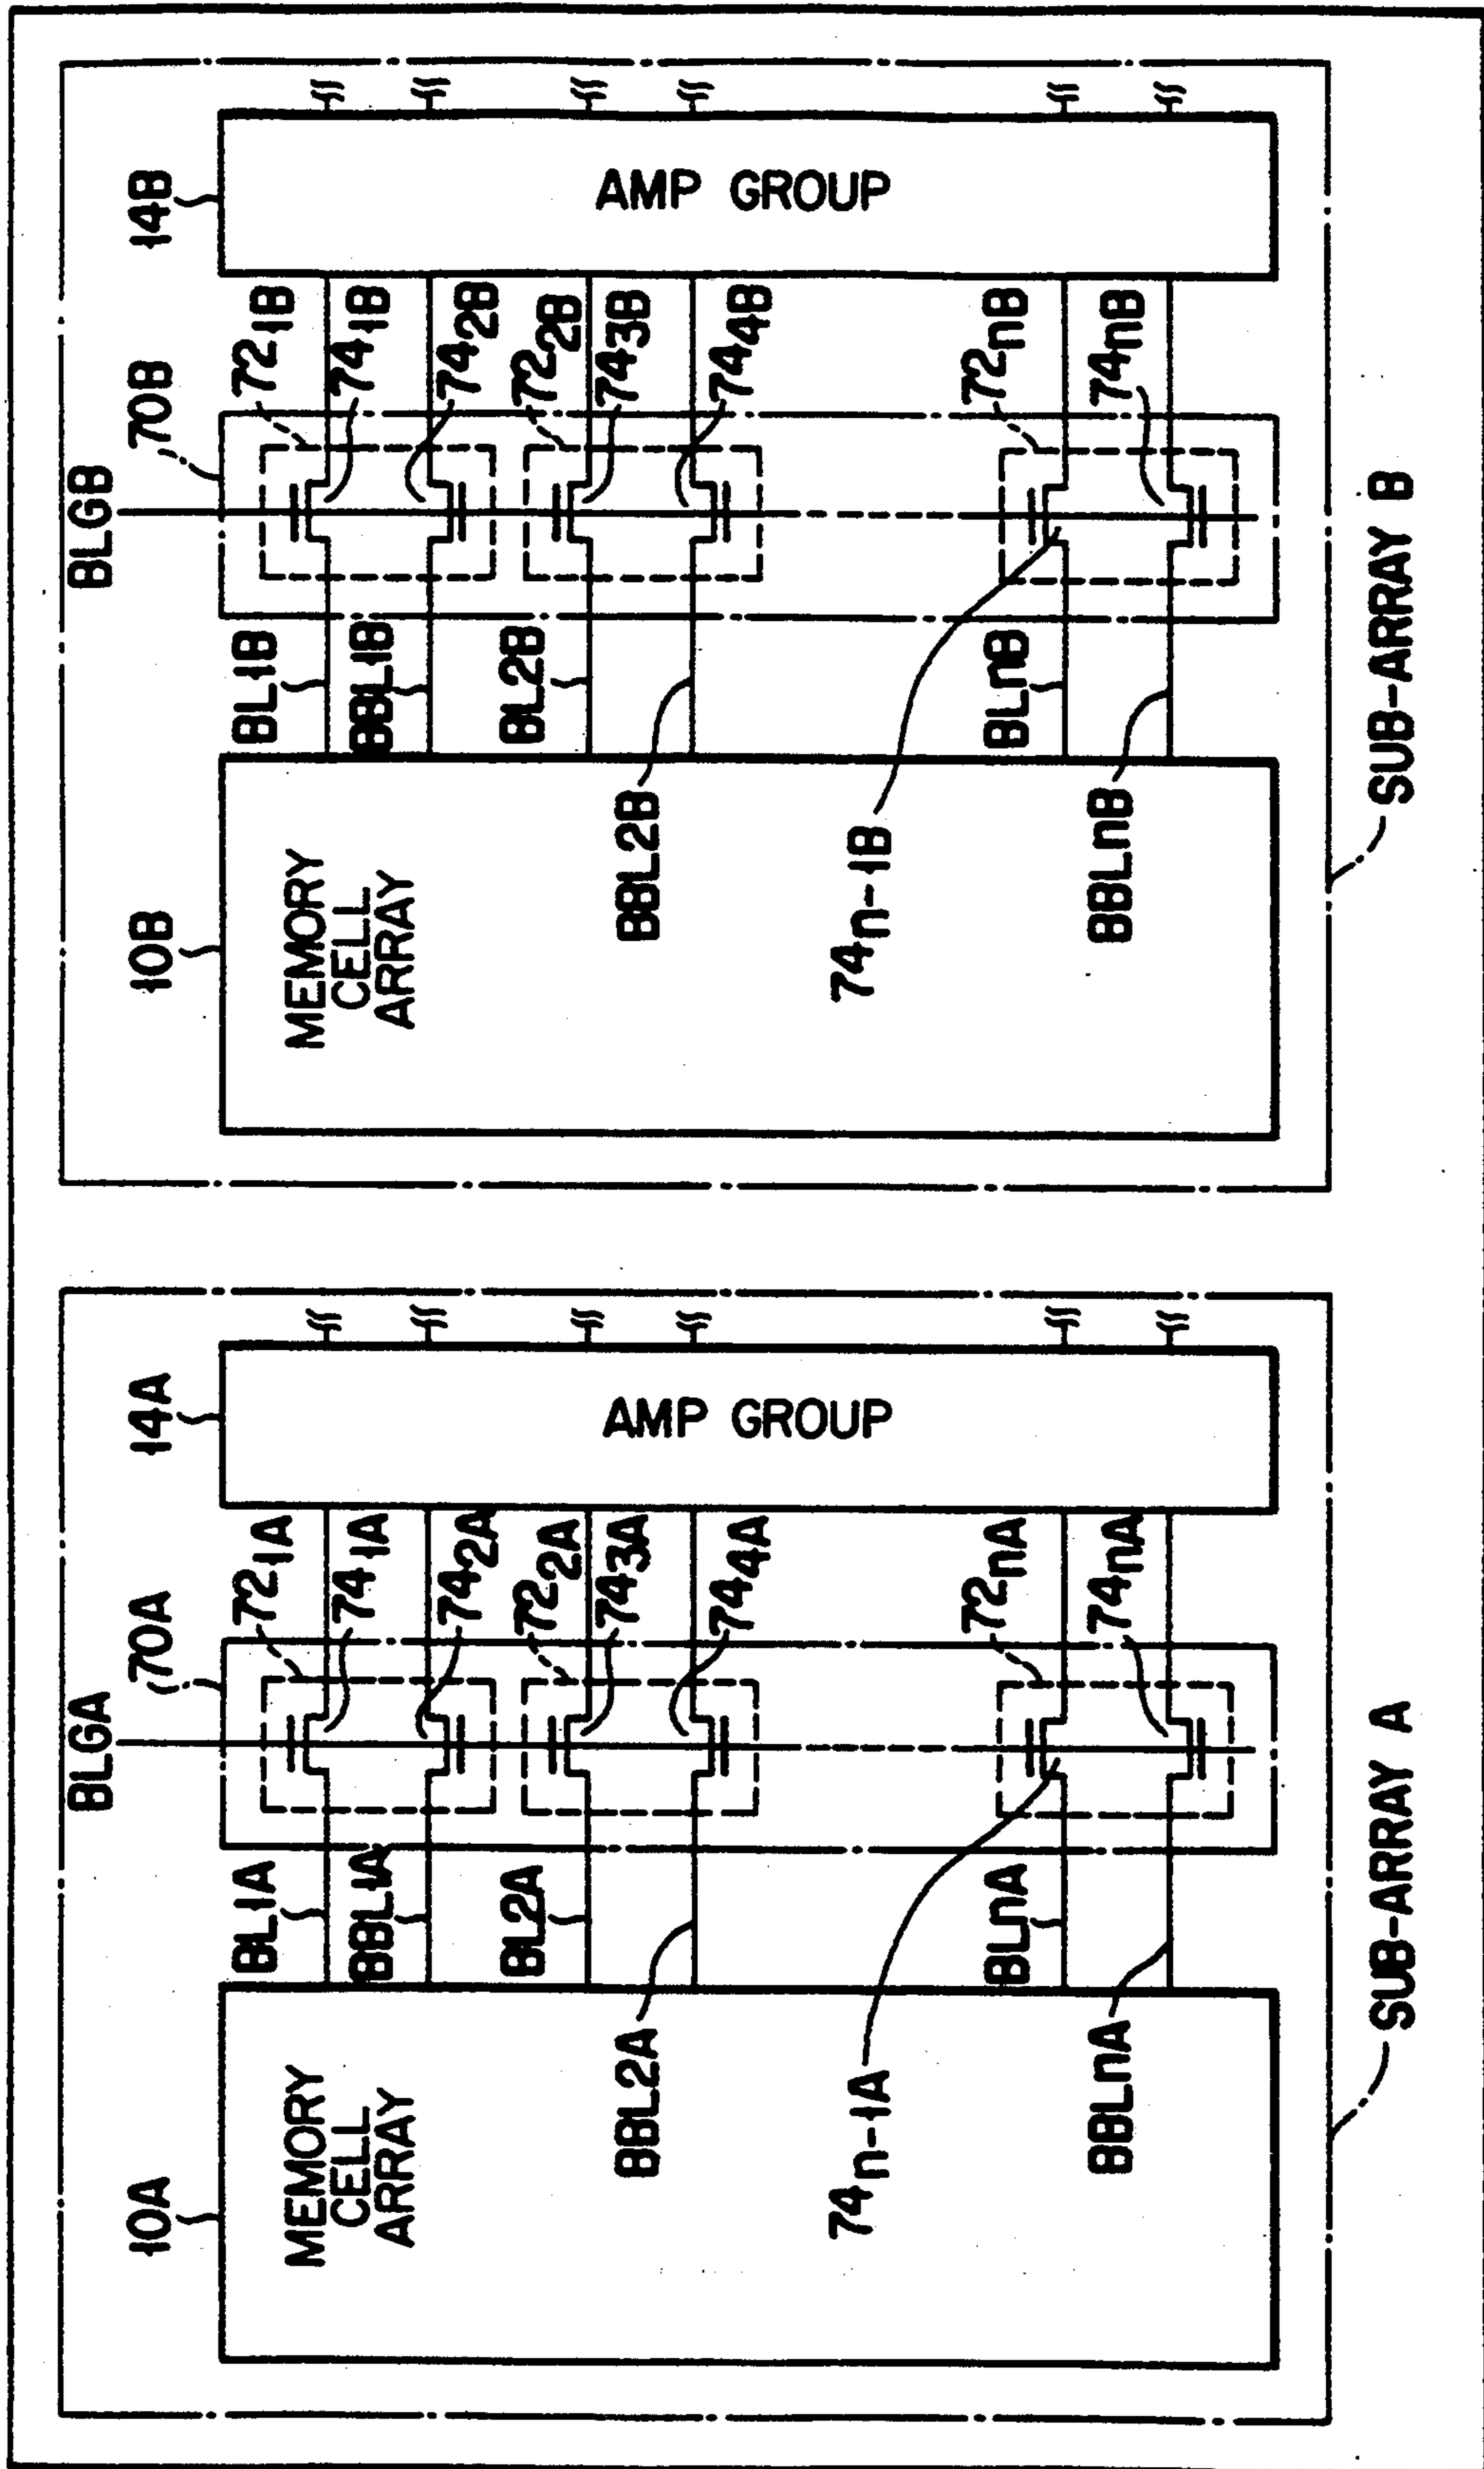 BLGA
10A
70A
14A
MEMORY
CELL
ARRAY
BL1A
72 1A
74 1A
BBL1A
74 2A
BL2A
72 2A
74 3A
BBL2A
74 4A
AMP GROUP
74 n-1A
BLnA
72 nA
BBLnA
74 nA
SUB-ARRAY A
BLGB
10B
70B
14B
MEMORY
CELL
ARRAY
BL1B
72 1B
74 1B
BBL1B
74 2B
BL2B
72 2B
74 3B
BBL2B
74 4B
AMP GROUP
74 n-1B
BLnB
72 nB
BBLnB
74 nB
SUB-ARRAY B